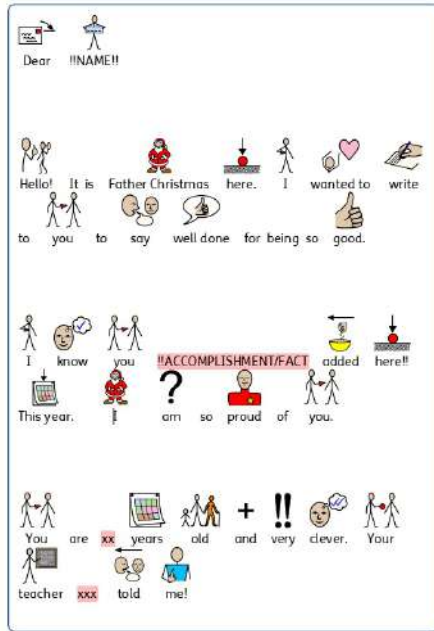 Dear !!NAME!!
Hello! It is Father Christmas here. I wanted to write
to you to say well done for being so good.
I know you !!ACCOMPLISHMENT/FACT added here!!
This year. I am so proud of you.
You are xx years old and very clever. Your
teacher xxx told me!